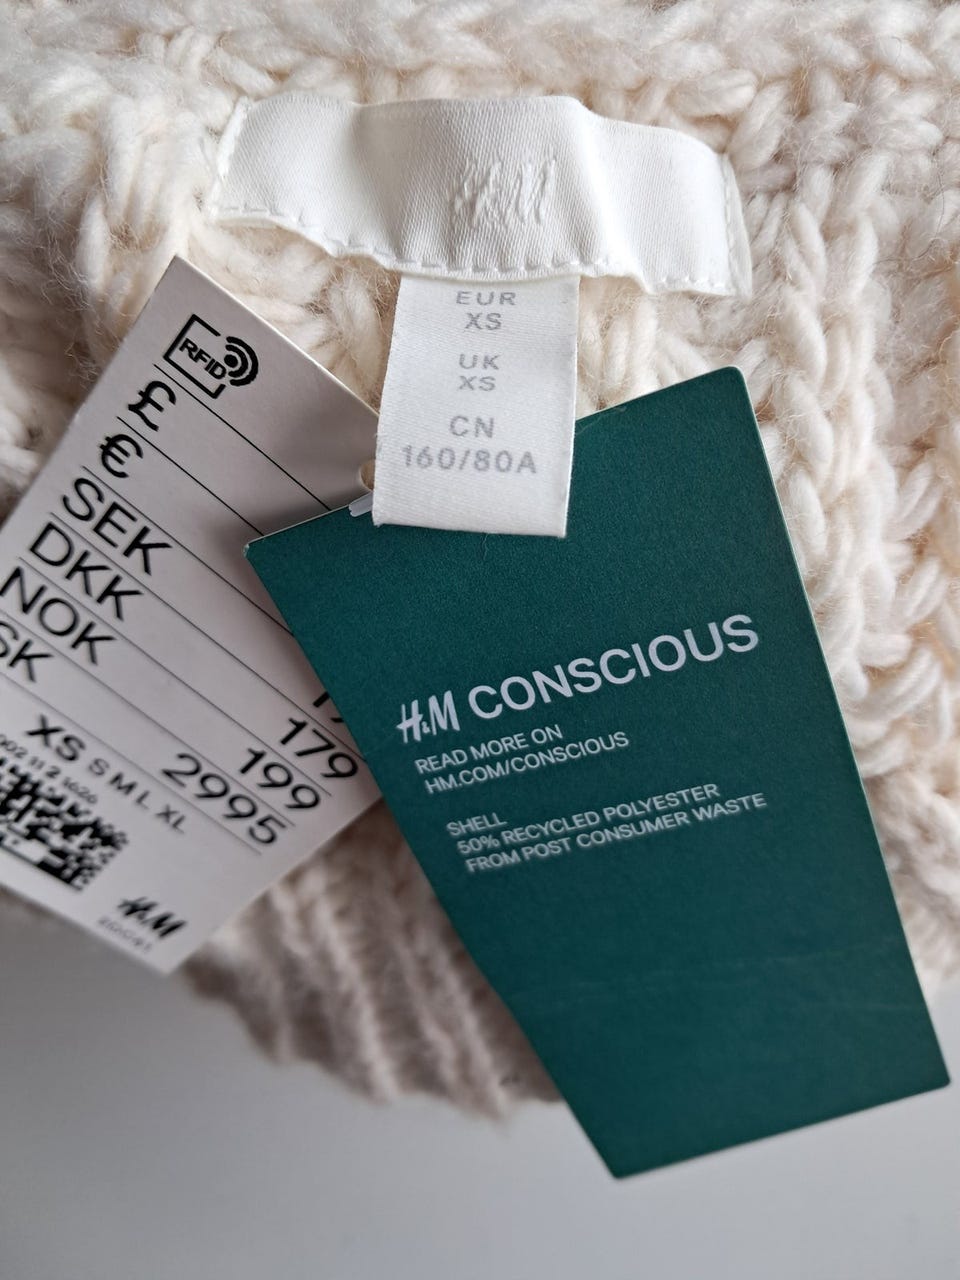 H&M
EUR
XS
UK
XS
CN
160/80A
RFID
£
€
SEK
DKK 179
NOK 199
SK 2995
XS S M L XL
H&M
H&M CONSCIOUS
READ MORE ON
HM.COM/CONSCIOUS
SHELL
50% RECYCLED POLYESTER
FROM POST CONSUMER WASTE